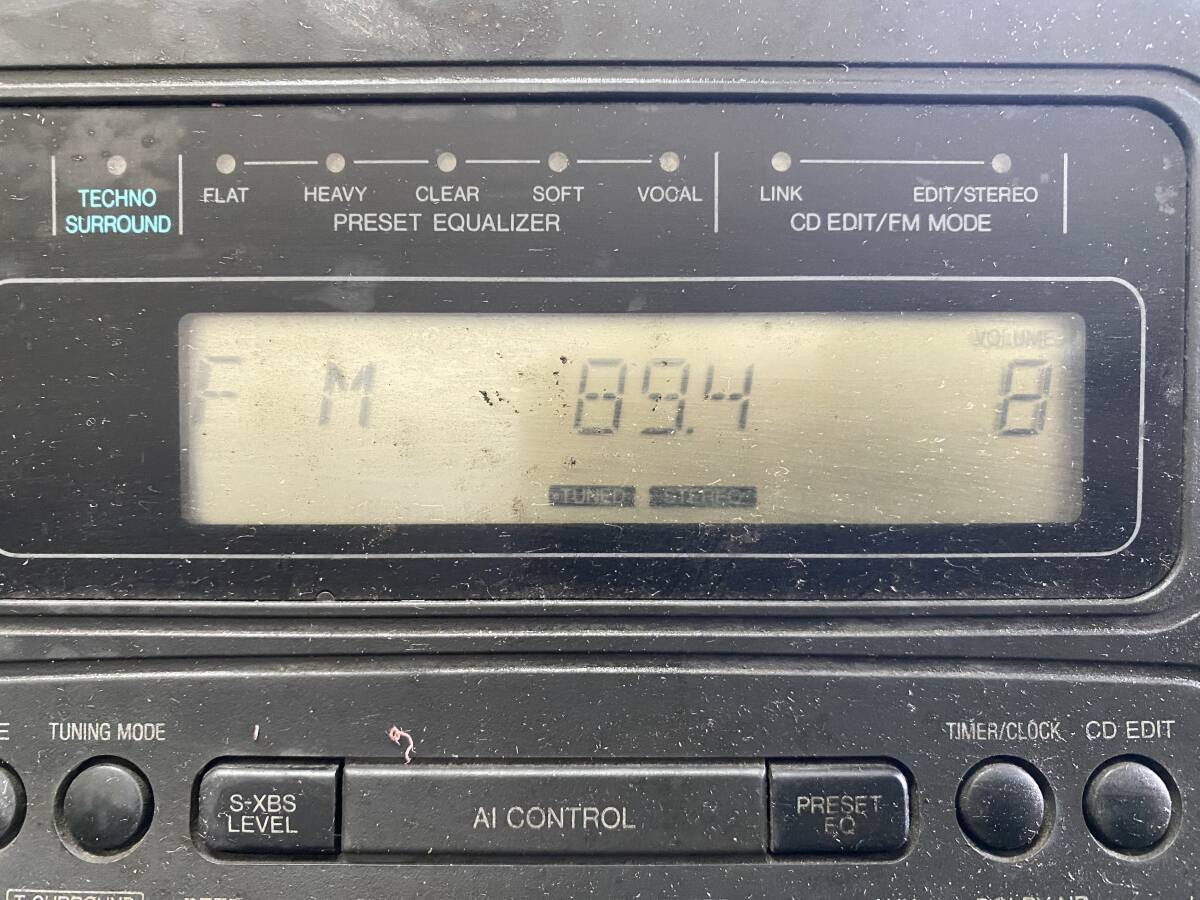 TECHNO
SURROUND
FLAT HEAVY CLEAR SOFT VOCAL
PRESET EQUALIZER
LINK EDIT/STEREO
CD EDIT/FM MODE
VOLUME
FM 89.4 8
TUNED STEREO
TUNING MODE
TIMER/CLOCK
CD EDIT
S-XBS
LEVEL
AI CONTROL
PRESET
EQ